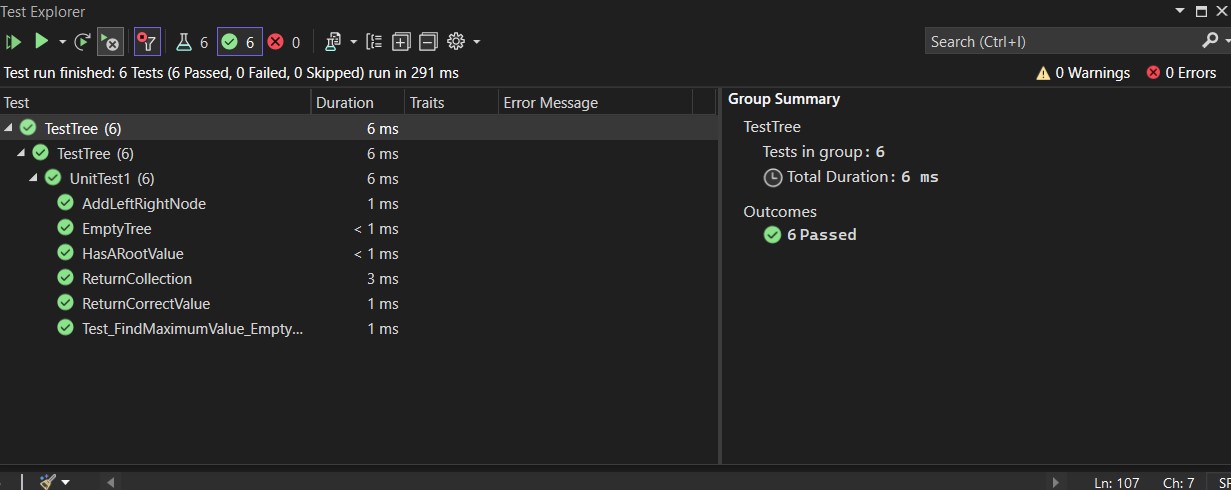 Test Explorer
6 6 0 Search (Ctrl+I)
Test run finished: 6 Tests (6 Passed, 0 Failed, 0 Skipped) run in 291 ms 0 Warnings 0 Errors
Test Duration Traits Error Message
TestTree (6) 6 ms
TestTree (6) 6 ms
UnitTest1 (6) 6 ms
AddLeftRightNode 1 ms
EmptyTree < 1 ms
HasARootValue < 1 ms
ReturnCollection 3 ms
ReturnCorrectValue 1 ms
Test_FindMaximumValue_Empty... 1 ms
Group Summary
TestTree
Tests in group: 6
Total Duration: 6 ms
Outcomes
6 Passed
Ln: 107 Ch: 7